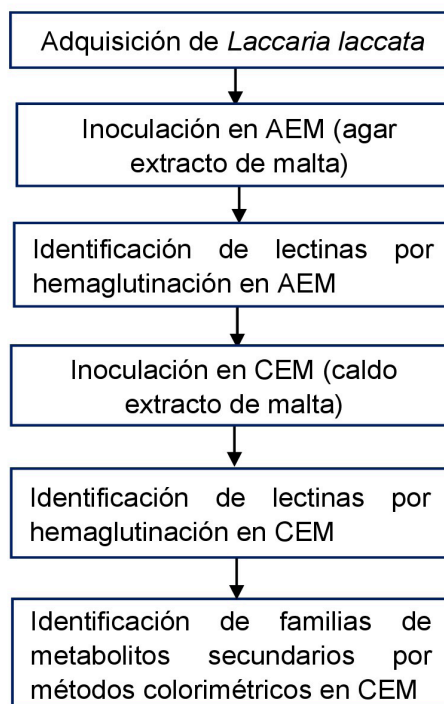 Adquisición de Laccaria laccata
Inoculación en AEM (agar
extracto de malta)
Identificación de lectinas por
hemaglutinación en AEM
Inoculación en CEM (caldo
extracto de malta)
Identificación de lectinas por
hemaglutinación en CEM
Identificación de familias de
metabolitos secundarios por
métodos colorimétricos en CEM